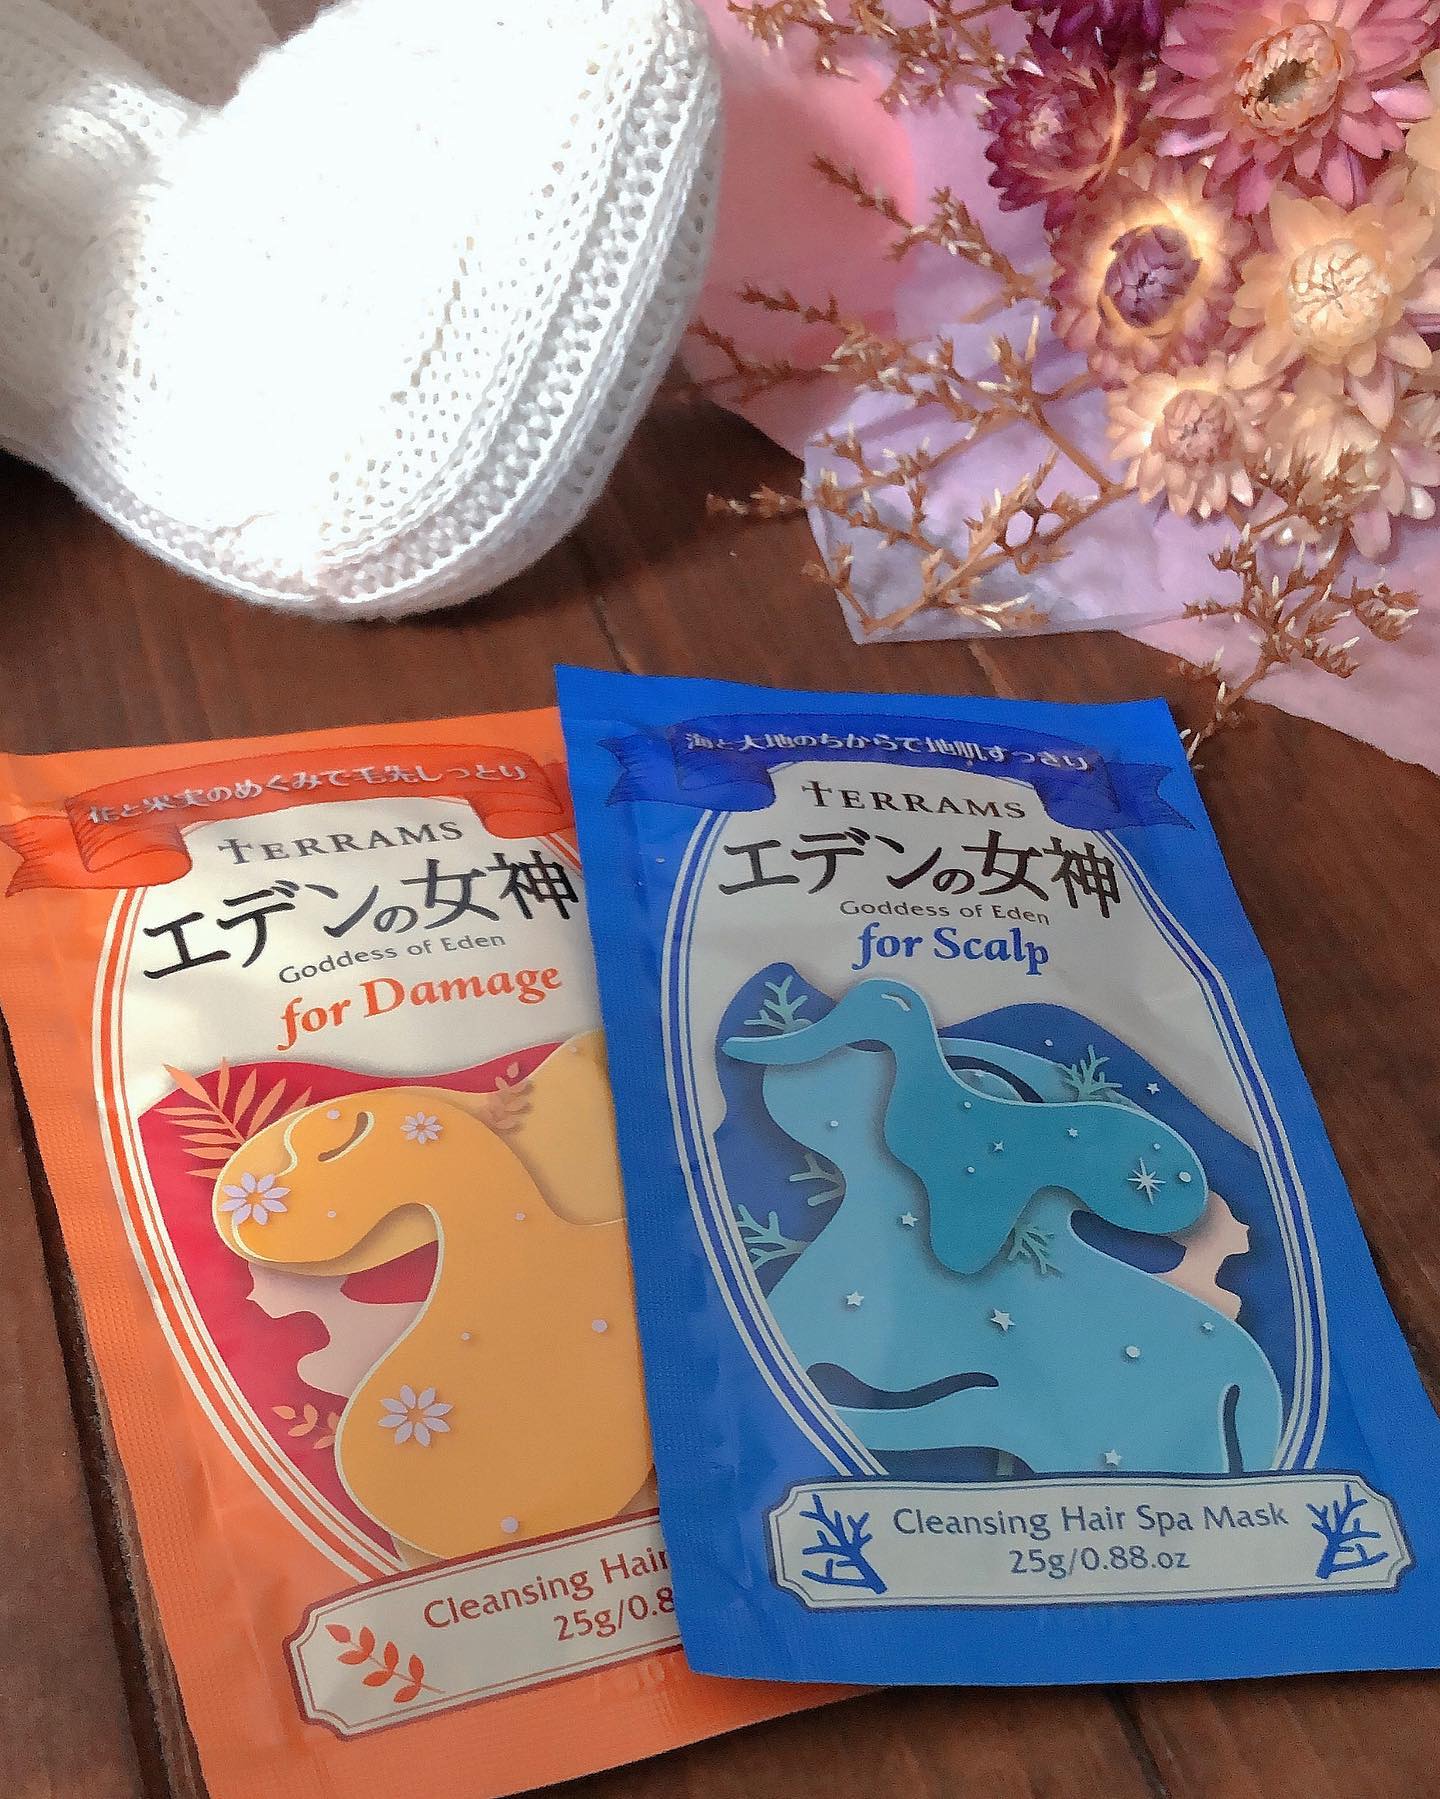 花と果実のめぐみで毛先しっとり
TERRAMS
エデンの女神
Goddess of Eden
for Damage
Cleansing Hair
25g/0.8
海と大地のちからで地肌すっきり
TERRAMS
エデンの女神
Goddess of Eden
for Scalp
Cleansing Hair Spa Mask
25g/0.88.oz